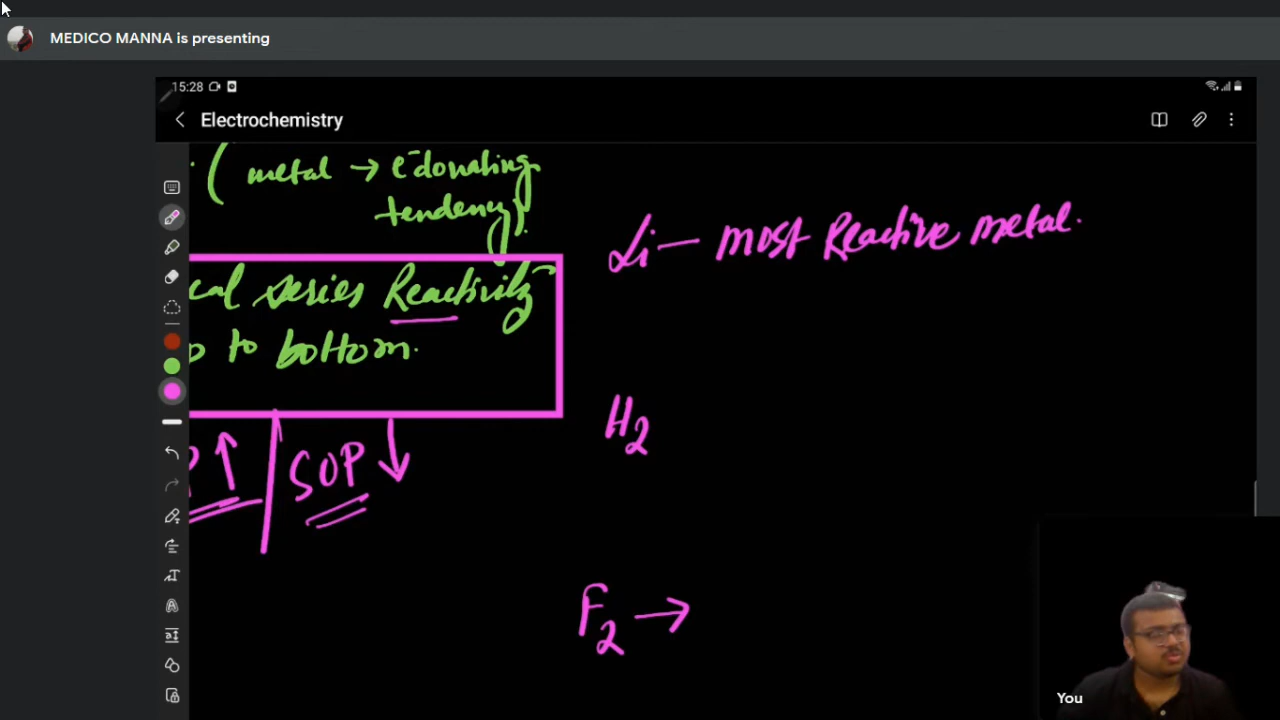 MEDICO MANNA is presenting
15:28
Electrochemistry
metal → e⁻donating
tendency).
Li — most Reactive metal.
cal series Reactivity
to bottom.
H2
P ↑ | SOP ↓
F2 →
You